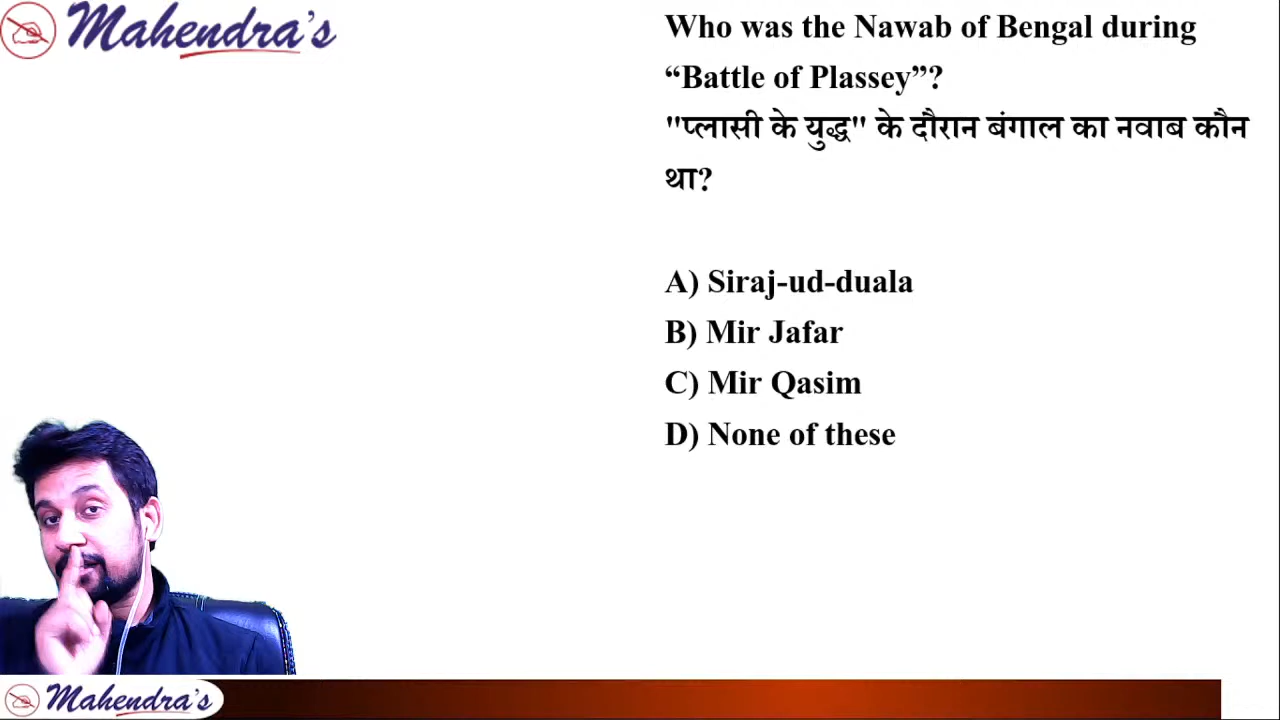 Mahendra's
Who was the Nawab of Bengal during
“Battle of Plassey”?
"प्लासी के युद्ध" के दौरान बंगाल का नवाब कौन
था?
A) Siraj-ud-duala
B) Mir Jafar
C) Mir Qasim
D) None of these
Mahendra's